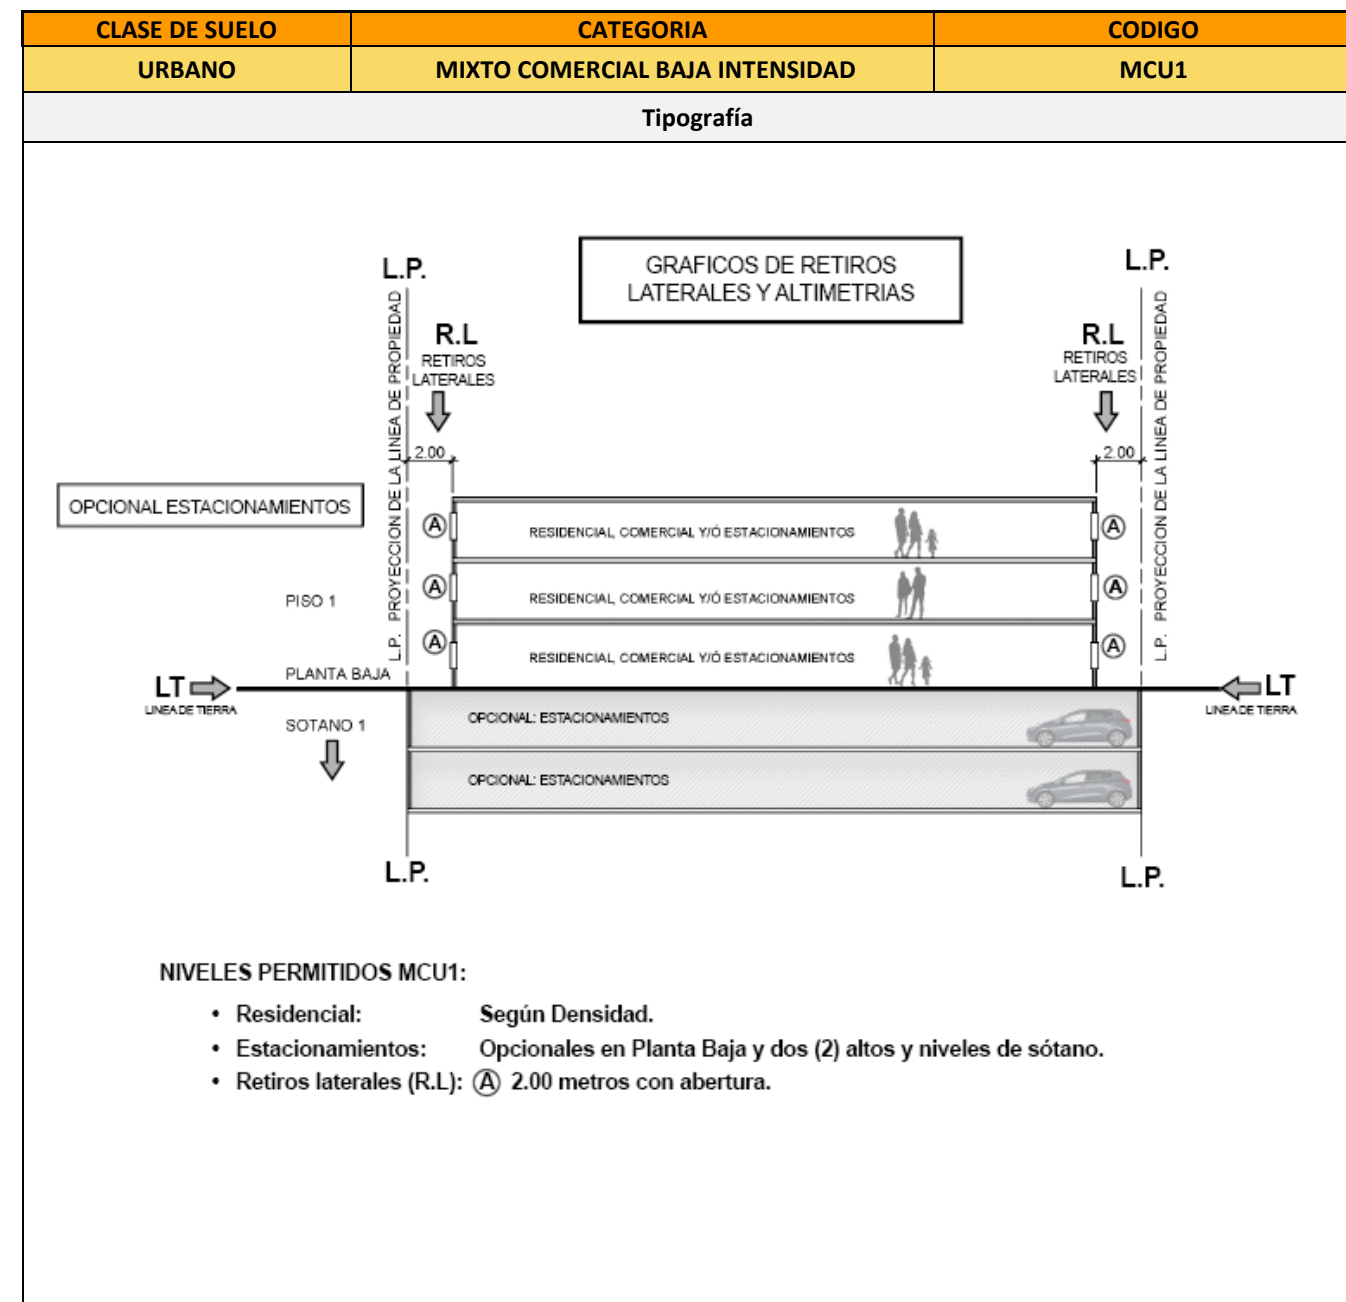 CLASE DE SUELO CATEGORIA CODIGO
URBANO MIXTO COMERCIAL BAJA INTENSIDAD MCU1
Tipografía
GRAFICOS DE RETIROS
LATERALES Y ALTIMETRIAS
L.P.
L.P.
L.P. PROYECCION DE LA LINEA DE PROPIEDAD
R.L
RETIROS
LATERALES
2.00
R.L
RETIROS
LATERALES
2.00
L.P. PROYECCION DE LA LINEA DE PROPIEDAD
OPCIONAL ESTACIONAMIENTOS
A RESIDENCIAL, COMERCIAL Y/Ó ESTACIONAMIENTOS A
PISO 1
A RESIDENCIAL, COMERCIAL Y/Ó ESTACIONAMIENTOS A
A RESIDENCIAL, COMERCIAL Y/Ó ESTACIONAMIENTOS A
PLANTA BAJA
LT
LINEA DE TIERRA
LT
LINEA DE TIERRA
SOTANO 1
OPCIONAL: ESTACIONAMIENTOS
OPCIONAL: ESTACIONAMIENTOS
L.P.
L.P.
NIVELES PERMITIDOS MCU1:
• Residencial: Según Densidad.
• Estacionamientos: Opcionales en Planta Baja y dos (2) altos y niveles de sótano.
• Retiros laterales (R.L): A 2.00 metros con abertura.